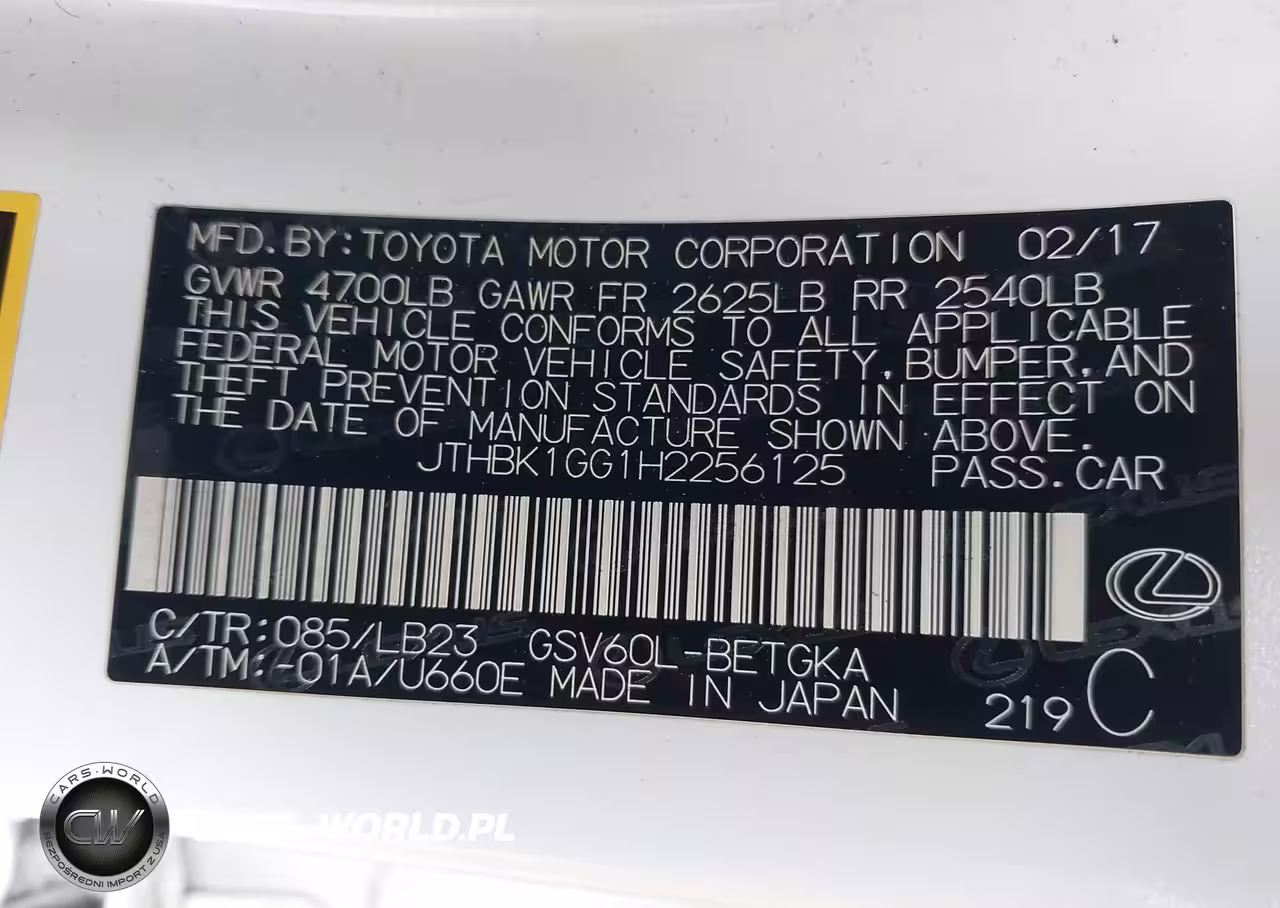 MFD. BY: TOYOTA MOTOR CORPORATION 02/17
GVWR 4700LB GAWR FR 2625LB RR 2540LB
THIS VEHICLE CONFORMS TO ALL APPLICABLE
FEDERAL MOTOR VEHICLE SAFETY, BUMPER, AND
THEFT PREVENTION STANDARDS IN EFFECT ON
THE DATE OF MANUFACTURE SHOWN ABOVE.
JTHBK1GG1H2256125 PASS. CAR
C/TR: 085/LB23 GSV60L-BETGKA
A/TM: -01A/U660E MADE IN JAPAN 219 C
CARS-WORLD
CW
BEZPOŚREDNI IMPORT Z USA
WORLD.PL